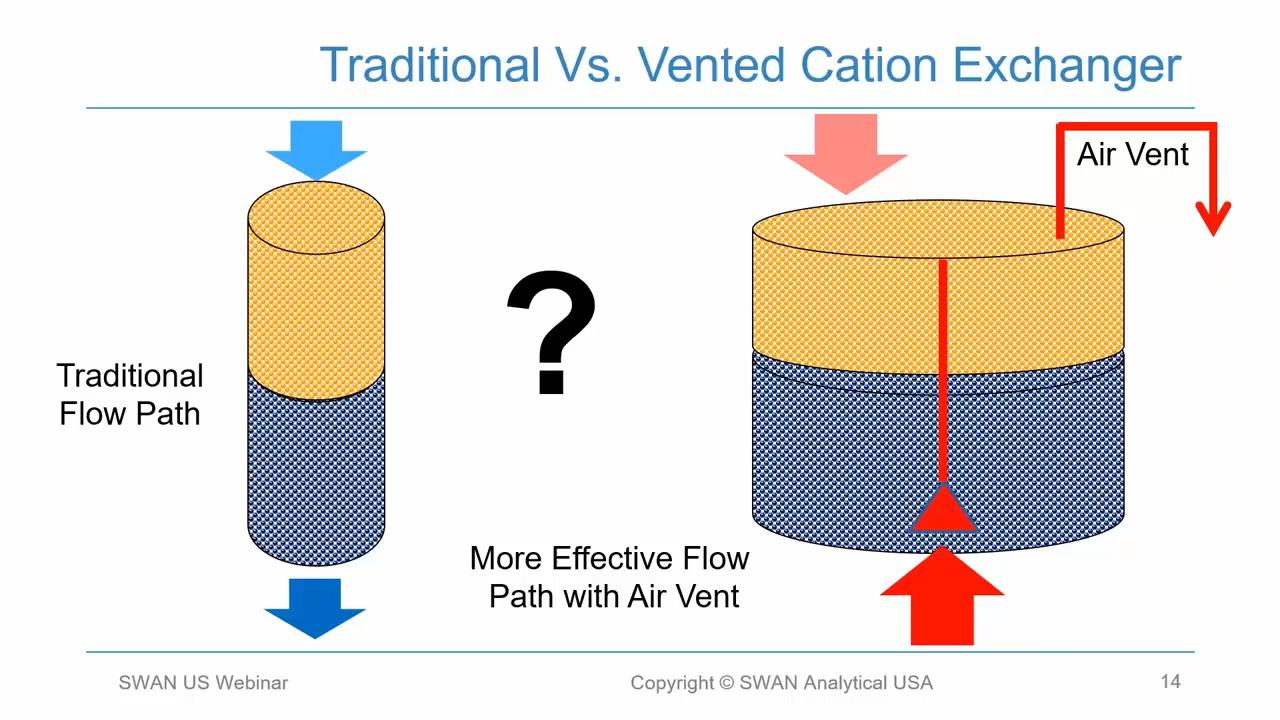 Traditional Vs. Vented Cation Exchanger
Air Vent
?
Traditional
Flow Path
More Effective Flow
Path with Air Vent
SWAN US Webinar
Copyright © SWAN Analytical USA
14